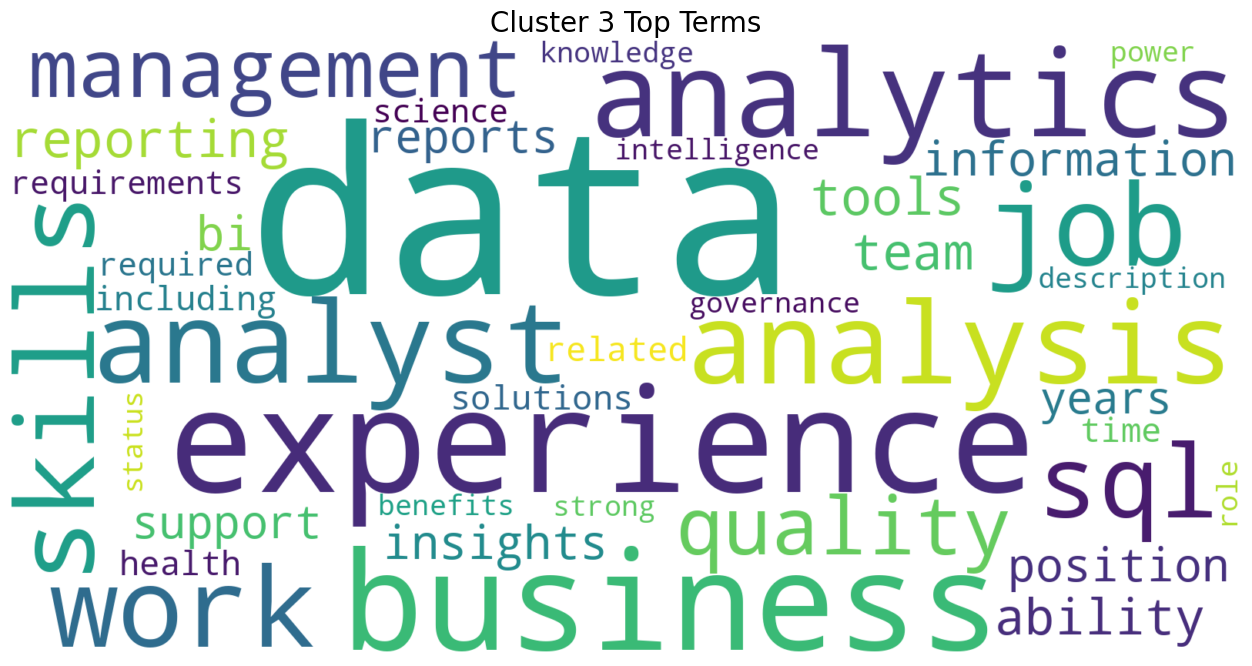 Cluster 3 Top Terms
management
knowledge
analytics
power
science
reporting
reports
intelligence
information
requirements
data
tools
job
skills
bi
team
required
description
including
governance
analyst
related
analysis
solutions
years
status
experience
time
sql
role
benefits
strong
support
insights
quality
health
position
work
business
ability